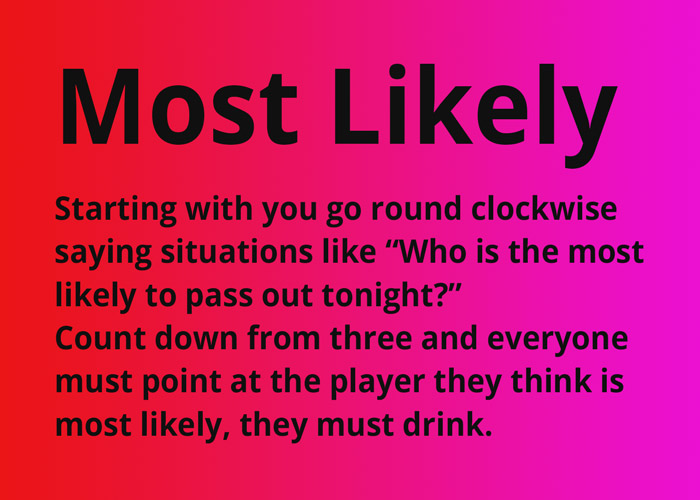 Most Likely
Starting with you go round clockwise
saying situations like “Who is the most
likely to pass out tonight?”
Count down from three and everyone
must point at the player they think is
most likely, they must drink.